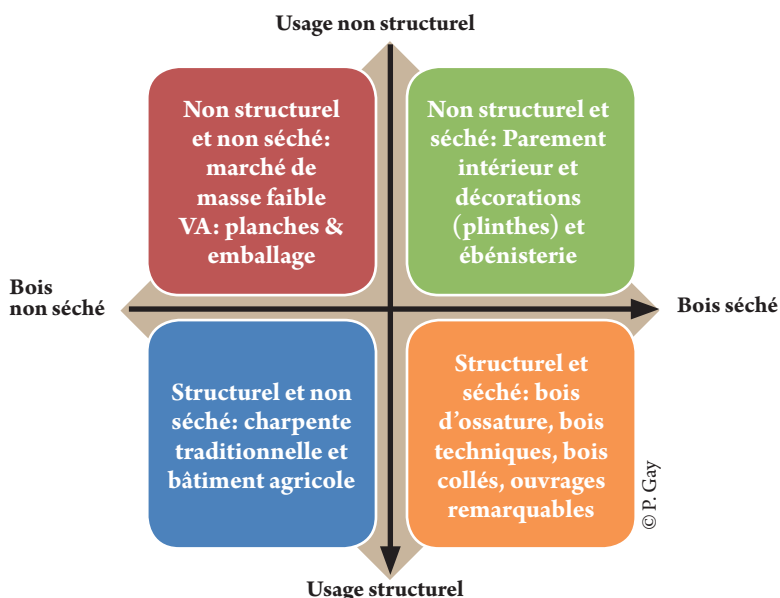 Usage non structurel
Non structurel
et non séché:
marché de
masse faible
VA: planches &
emballage
Non structurel et
séché: Parement
intérieur et
décorations
(plinthes) et
ébénisterie
Bois
non séché
Bois séché
Structurel et non
séché: charpente
traditionnelle et
bâtiment agricole
Structurel et
séché: bois
d'ossature, bois
techniques, bois
collés, ouvrages
remarquables
© P. Gay
Usage structurel